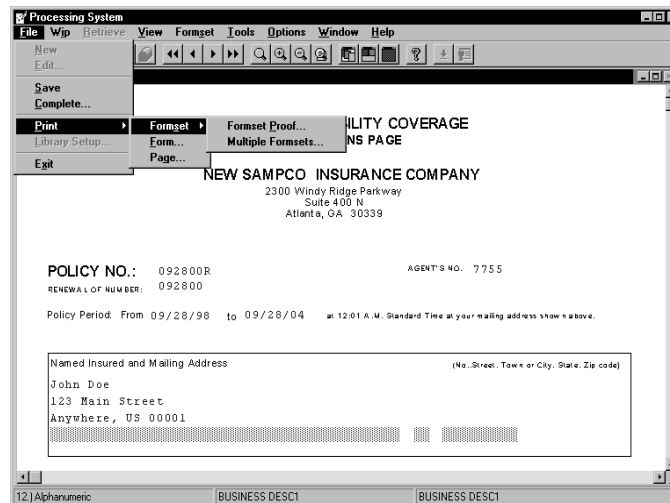 Processing System
File Wip Retrieve View Formset Tools Options Window Help
New
Edit...
Save
Complete...
Print
Library Setup...
Exit
Formset
Form...
Page...
Formset Proof...
Multiple Formsets...
ILITY COVERAGE
NS PAGE
NEW SAMPCO INSURANCE COMPANY
2300 Windy Ridge Parkway
Suite 400 N
Atlanta, GA 30339
POLICY NO.: 092800R AGENT'S NO. 7755
RENEWAL OF NUMBER: 092800
Policy Period: From 09/28/98 to 09/28/04 at 12:01 A.M. Standard Time at your mailing address shown above.
Named Insured and Mailing Address (No..Street. Town or City. State. Zip code)
John Doe
123 Main Street
Anywhere, US 00001
12.) Alphanumeric BUSINESS DESC1 BUSINESS DESC1